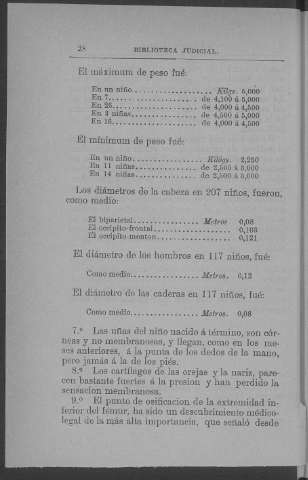 28 BIBLIOTECA JUDICIAL.
El máximum de peso fué:
En un niño................. Kilgs. 5,000
En 7..................... de 4,100 á 5,000
En 25..................... de 4,000 á 4,500
En 3 niñas................. de 4,500 á 5,000
En 16..................... de 4,000 á 4,500
El mínimum de peso fué:
En un niño................. Kilógs. 2,250
En 11 niños............... de 2,500 á 3,000
En 14 niñas............... de 2,500 á 3,000
Los diámetros de la cabeza en 207 niños, fueron,
como medio:
El biparietal............... Metros 0,08
El occípito-frontal................... 0,103
El occípito-menton................... 0,121
El diámetro de los hombros en 117 niños, fué:
Como medio................. Metros. 0,12
El diámetro de las caderas en 117 niños, fué:
Como medio................. Metros. 0,08
7.º Las uñas del niño nacido á término, son cór-
neas y no membranosas, y llegan, como en los me-
ses anteriores, á la punta de los dedos de la mano,
pero jamás á la de los piés.
8.º Los cartílagos de las orejas y la nariz, pare-
cen bastante fuertes á la presion y han perdido la
sensacion membranosa.
9.º El punto de osificacion de la extremidad in-
ferior del fémur, ha sido un descubrimiento médico-
legal de la más alta importancia, que señaló desde